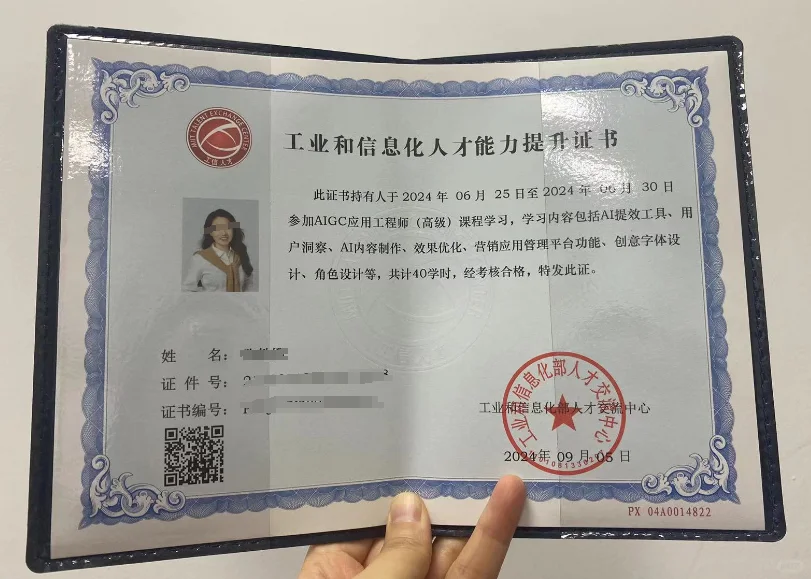 MIIT TALENT EXCHANGE CENTER
工信人才
工业和信息化人才能力提升证书
此证书持有人于 2024 年 06 月 25 日至 2024 年 06 月 30 日
参加AIGC应用工程师（高级）课程学习，学习内容包括AI提效工具、用
户洞察、AI内容制作、效果优化、营销应用管理平台功能、创意字体设
计、角色设计等，共计40学时，经考核合格，特发此证。
姓 名：
证 件 号：
证书编号：
工业和信息化部人才交流中心
工业和信息化部人才交流中心
2024年 09 月 05 日
PX 04A0014822